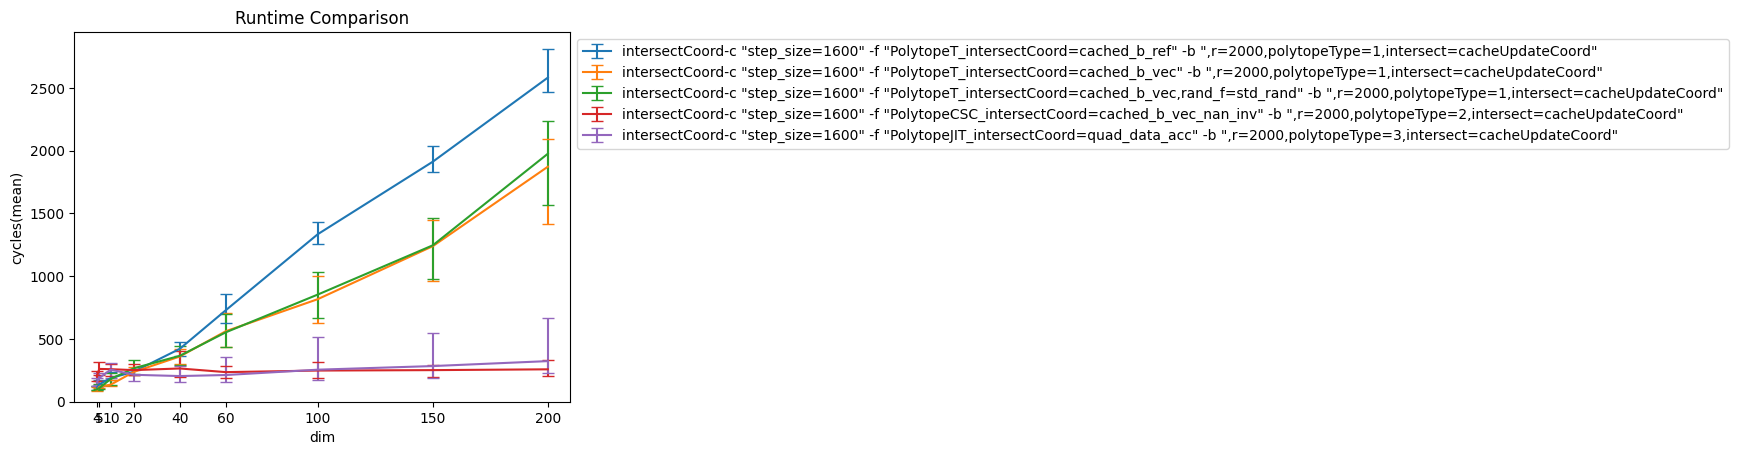 Runtime Comparison
intersectCoord-c "step_size=1600" -f "PolytopeT_intersectCoord=cached_b_ref" -b ",r=2000,polytopeType=1,intersect=cacheUpdateCoord"
intersectCoord-c "step_size=1600" -f "PolytopeT_intersectCoord=cached_b_vec" -b ",r=2000,polytopeType=1,intersect=cacheUpdateCoord"
intersectCoord-c "step_size=1600" -f "PolytopeT_intersectCoord=cached_b_vec,rand_f=std_rand" -b ",r=2000,polytopeType=1,intersect=cacheUpdateCoord"
intersectCoord-c "step_size=1600" -f "PolytopeCSC_intersectCoord=cached_b_vec_nan_inv" -b ",r=2000,polytopeType=2,intersect=cacheUpdateCoord"
intersectCoord-c "step_size=1600" -f "PolytopeJIT_intersectCoord=quad_data_acc" -b ",r=2000,polytopeType=3,intersect=cacheUpdateCoord"
cycles(mean)
2500
2000
1500
1000
500
0
4 5 10 20 40 60 100 150 200
dim